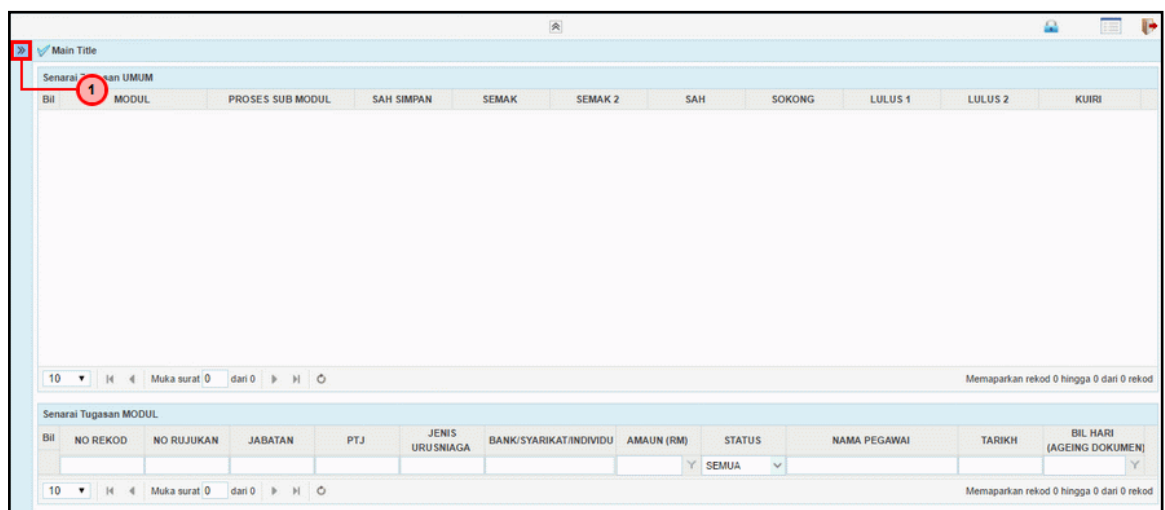 Main Title
Senarai Tugasan UMUM
1
Bil MODUL PROSES SUB MODUL SAH SIMPAN SEMAK SEMAK 2 SAH SOKONG LULUS 1 LULUS 2 KUIRI
10 Muka surat 0 dari 0 Memaparkan rekod 0 hingga 0 dari 0 rekod
Senarai Tugasan MODUL
Bil NO REKOD NO RUJUKAN JABATAN PTJ JENIS URUSNIAGA BANK/SYARIKAT/INDIVIDU AMAUN (RM) STATUS NAMA PEGAWAI TARIKH BIL HARI (AGEING DOKUMEN)
SEMUA
10 Muka surat 0 dari 0 Memaparkan rekod 0 hingga 0 dari 0 rekod